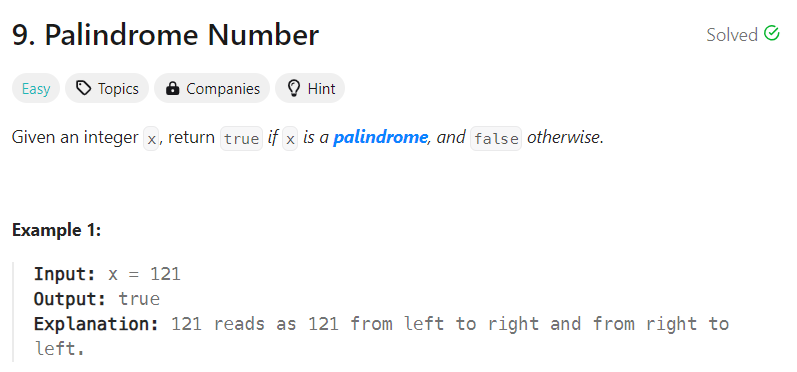 9. Palindrome Number
Solved
Easy
Topics
Companies
Hint
Given an integer x, return true if x is a palindrome, and false otherwise.
Example 1:
Input: x = 121
Output: true
Explanation: 121 reads as 121 from left to right and from right to
left.